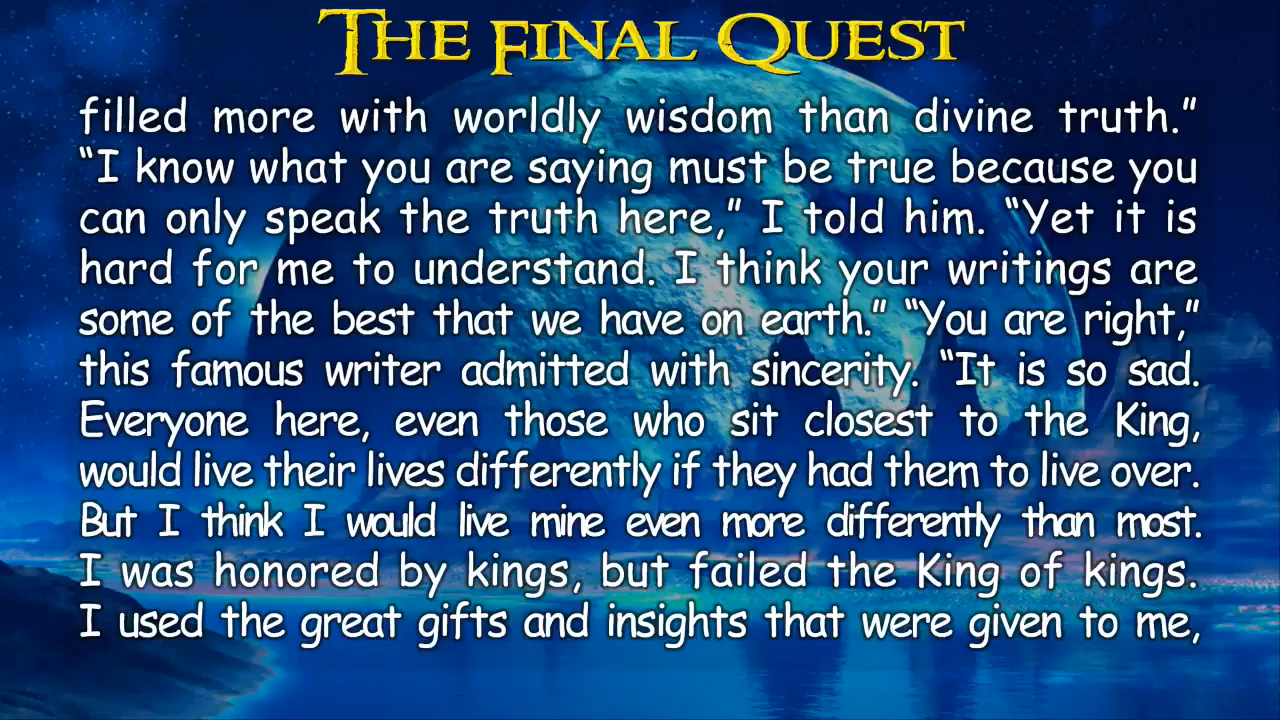 THE FINAL QUEST
filled more with worldly wisdom than divine truth.”
“I know what you are saying must be true because you
can only speak the truth here,” I told him. “Yet it is
hard for me to understand. I think your writings are
some of the best that we have on earth.” “You are right,”
this famous writer admitted with sincerity. “It is so sad.
Everyone here, even those who sit closest to the King,
would live their lives differently if they had them to live over.
But I think I would live mine even more differently than most.
I was honored by kings, but failed the King of kings.
I used the great gifts and insights that were given to me,